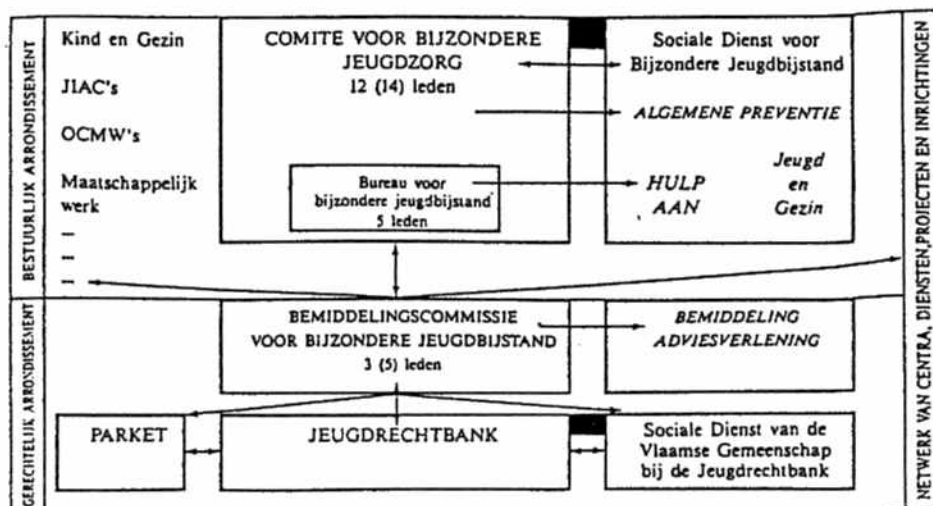 BESTUURLIJK ARRONDISSEMENT
Kind en Gezin
JIAC's
OCMW's
Maatschappelijk
werk
–
–
–
COMITE VOOR BIJZONDERE
JEUGDZORG
12 (14) leden
Bureau voor
bijzondere jeugdbijstand
5 leden
Sociale Dienst voor
Bijzondere Jeugdbijstand
ALGEMENE PREVENTIE
HULP
AAN
Jeugd
en
Gezin
GERECHTELIJK ARRONDISSEMENT
BEMIDDELINGSCOMMISSIE
VOOR BIJZONDERE JEUGDBIJSTAND
3 (5) leden
BEMIDDELING
ADVIESVERLENING
PARKET
JEUGDRECHTBANK
Sociale Dienst van de
Vlaamse Gemeenschap
bij de Jeugdrechtbank
NETWERK VAN CENTRA, DIENSTEN,PROJECTEN EN INRICHTINGEN